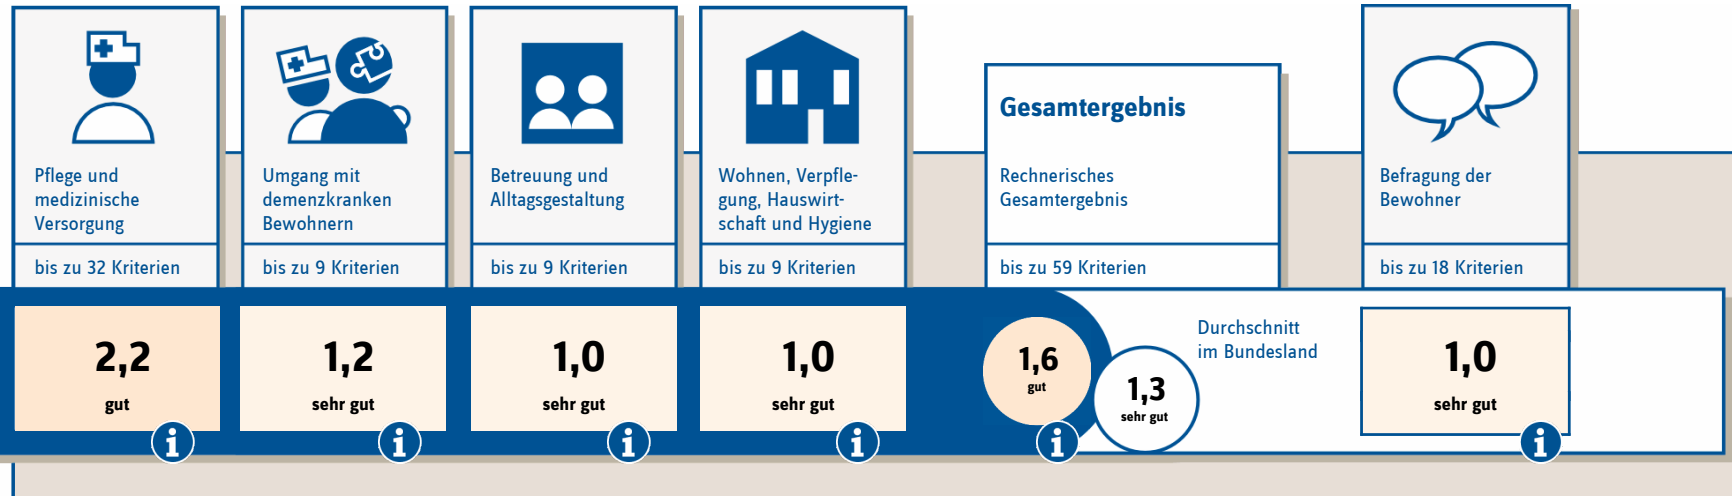 Pflege und
medizinische
Versorgung
bis zu 32 Kriterien
2,2
gut
i
Umgang mit
demenzkranken
Bewohnern
bis zu 9 Kriterien
1,2
sehr gut
i
Betreuung und
Alltagsgestaltung
bis zu 9 Kriterien
1,0
sehr gut
i
Wohnen, Verpfle-
gung, Hauswirt-
schaft und Hygiene
bis zu 9 Kriterien
1,0
sehr gut
i
Gesamtergebnis
Rechnerisches
Gesamtergebnis
bis zu 59 Kriterien
1,6
gut
i
1,3
sehr gut
Durchschnitt
im Bundesland
Befragung der
Bewohner
bis zu 18 Kriterien
1,0
sehr gut
i